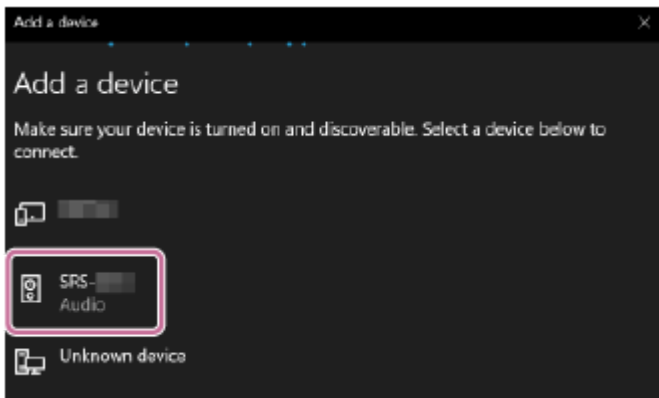 Add a device
Add a device
Make sure your device is turned on and discoverable. Select a device below to
connect.
SRS-
Audio
Unknown device